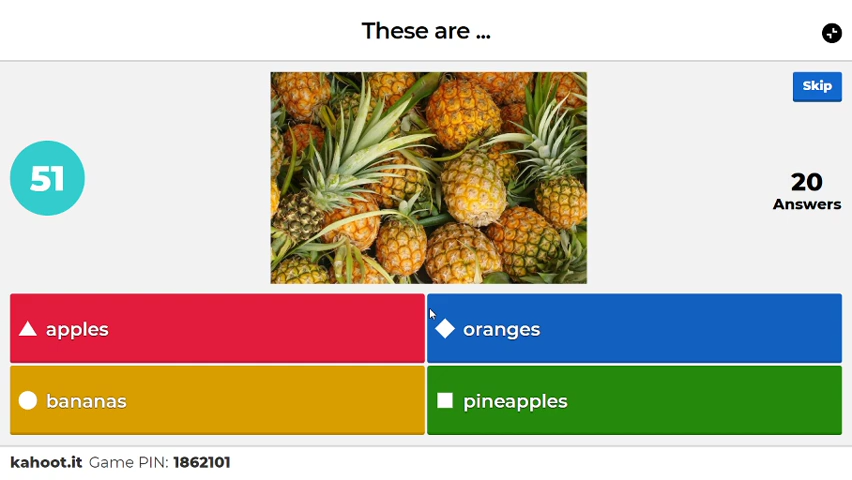 These are ...
Skip
51
20
Answers
apples
oranges
bananas
pineapples
kahoot.it Game PIN: 1862101